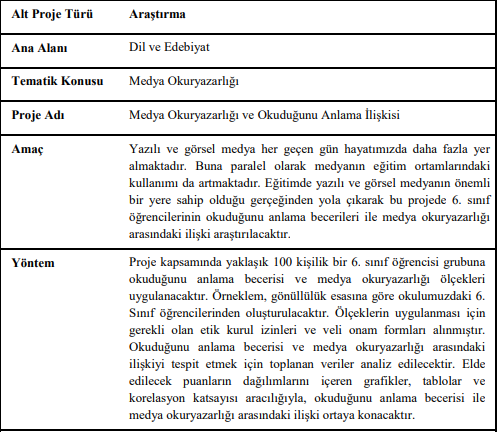 Alt Proje Türü Araştırma
Ana Alanı Dil ve Edebiyat
Tematik Konusu Medya Okuryazarlığı
Proje Adı Medya Okuryazarlığı ve Okuduğunu Anlama İlişkisi
Amaç Yazılı ve görsel medya her geçen gün hayatımızda daha fazla yer
almaktadır. Buna paralel olarak medyanın eğitim ortamlarındaki
kullanımı da artmaktadır. Eğitimde yazılı ve görsel medyanın önemli
bir yere sahip olduğu gerçeğinden yola çıkarak bu projede 6. sınıf
öğrencilerinin okuduğunu anlama becerileri ile medya okuryazarlığı
arasındaki ilişki araştırılacaktır.
Yöntem Proje kapsamında yaklaşık 100 kişilik bir 6. sınıf öğrencisi grubuna
okuduğunu anlama becerisi ve medya okuryazarlığı ölçekleri
uygulanacaktır. Örneklem, gönüllülük esasına göre okulumuzdaki 6.
Sınıf öğrencilerinden oluşturulacaktır. Ölçeklerin uygulanması için
gerekli olan etik kurul izinleri ve veli onam formları alınmıştır.
Okuduğunu anlama becerisi ve medya okuryazarlığı arasındaki
ilişkiyi tespit etmek için toplanan veriler analiz edilecektir. Elde
edilecek puanların dağılımlarını içeren grafikler, tablolar ve
korelasyon katsayısı aracılığıyla, okuduğunu anlama becerisi ile
medya okuryazarlığı arasındaki ilişki ortaya konacaktır.